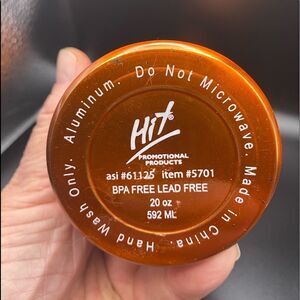 Aluminum. Do Not Microwave. Made in China. Hand Wash Only.
Hit®
PROMOTIONAL
PRODUCTS
asi #61125 item #5701
BPA FREE LEAD FREE
20 oz
592 ML